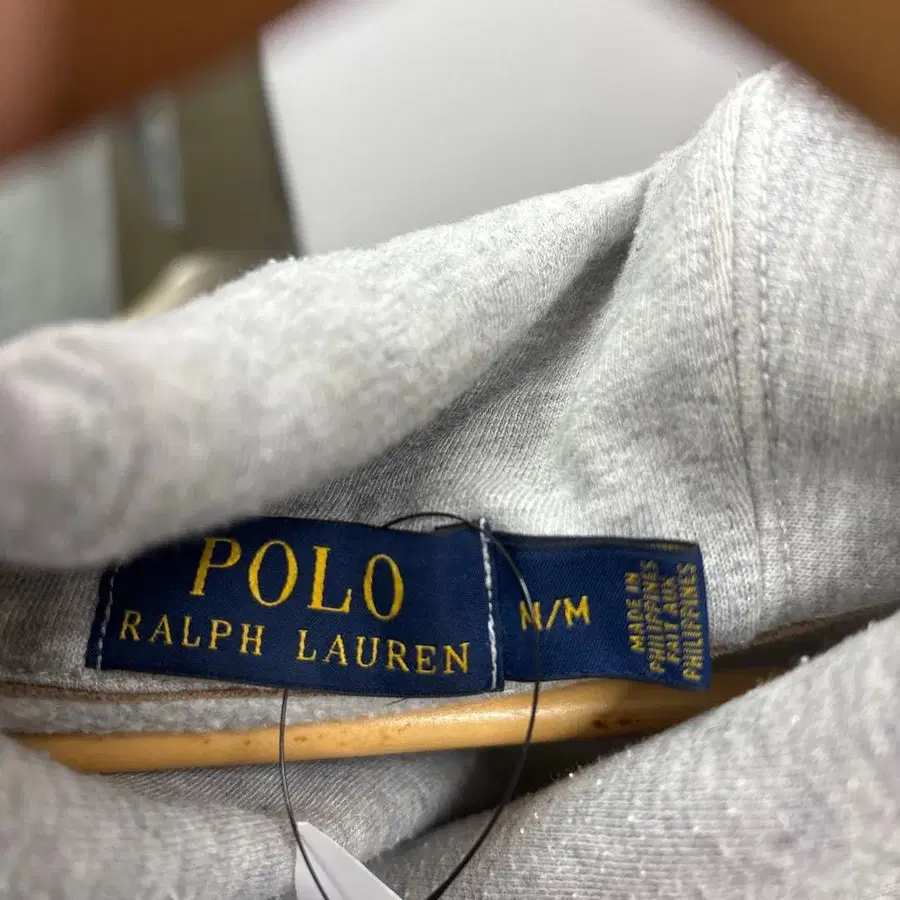 POLO
RALPH LAUREN
M/M
MADE IN
PHILIPPINES
FAIT AUX
PHILIPPINES